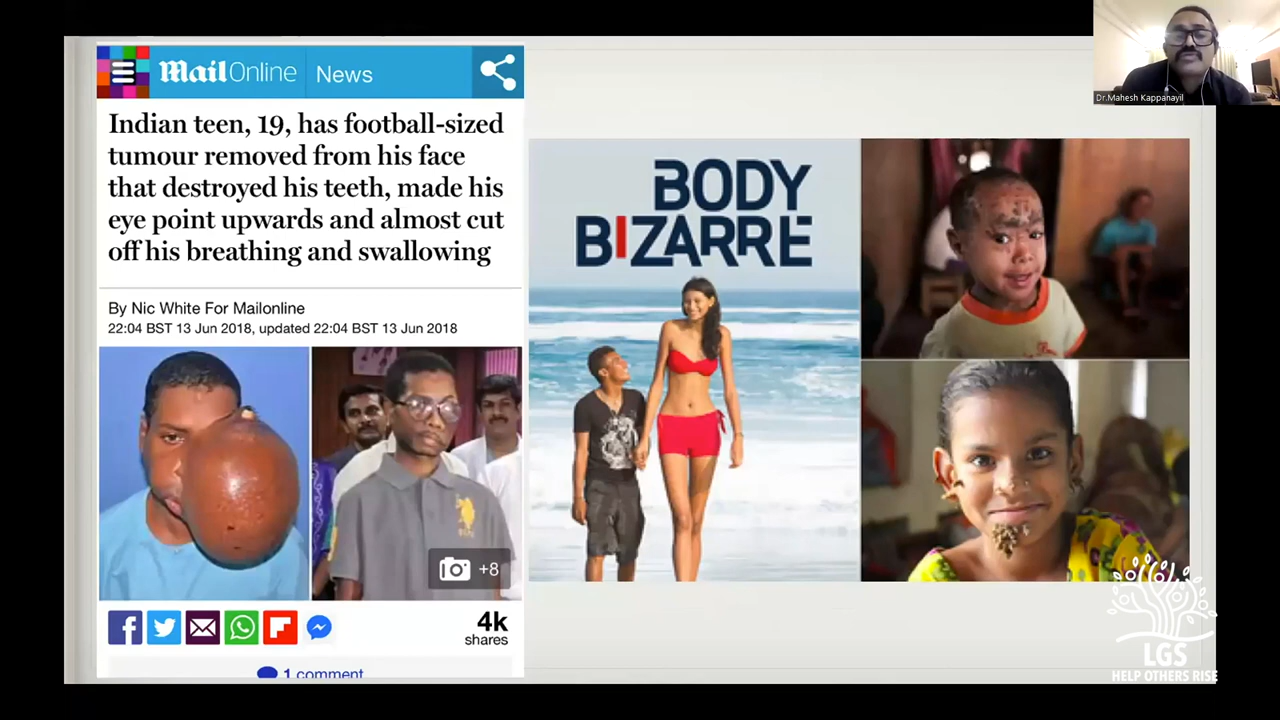 Mail Online News
Indian teen, 19, has football-sized
tumour removed from his face
that destroyed his teeth, made his
eye point upwards and almost cut
off his breathing and swallowing
By Nic White For Mailonline
22:04 BST 13 Jun 2018, updated 22:04 BST 13 Jun 2018
+8
4k
shares
1 comment
BODY
BIZARRE
Dr.Mahesh Kappanayil
LGS
HELP OTHERS RISE